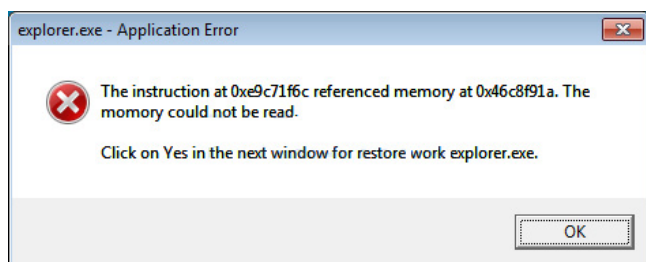 explorer.exe - Application Error
The instruction at 0xe9c71f6c referenced memory at 0x46c8f91a. The
momory could not be read.
Click on Yes in the next window for restore work explorer.exe.
OK